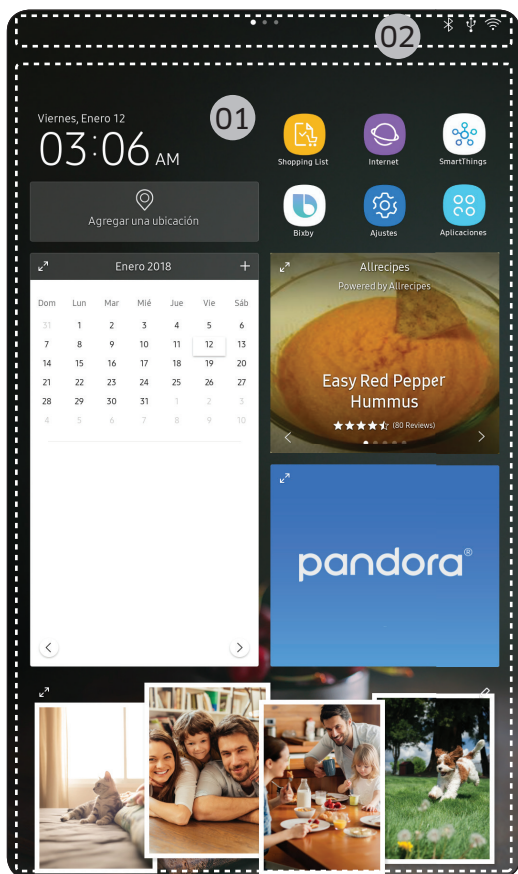 02
01
Viernes, Enero 12
03:06 AM
Agregar una ubicación
Shopping List
Internet
SmartThings
Bixby
Ajustes
Aplicaciones
Enero 2018 +
Dom Lun Mar Mié Jue Vie Sáb
31 1 2 3 4 5 6
7 8 9 10 11 12 13
14 15 16 17 18 19 20
21 22 23 24 25 26 27
28 29 30 31 1 2 3
4 5 6 7 8 9 10
Allrecipes
Powered by Allrecipes
Easy Red Pepper
Hummus
(80 Reviews)
pandora®